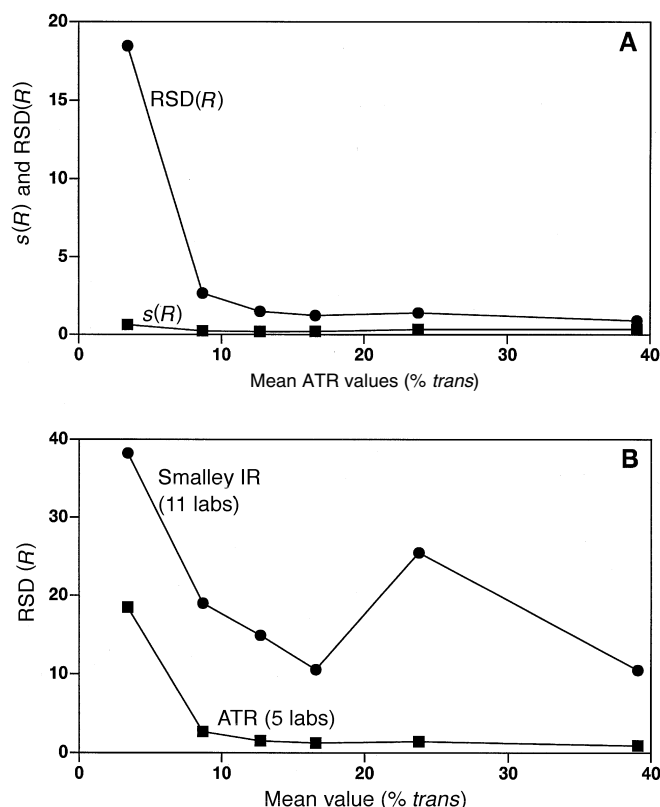 20
A
15
RSD(R)
10
s(R) and RSD(R)
5
s(R)
0
0 10 20 30 40
Mean ATR values (% trans)
40
B
Smalley IR
(11 labs)
30
RSD (R)
20
10
ATR (5 labs)
0
0 10 20 30 40
Mean value (% trans)